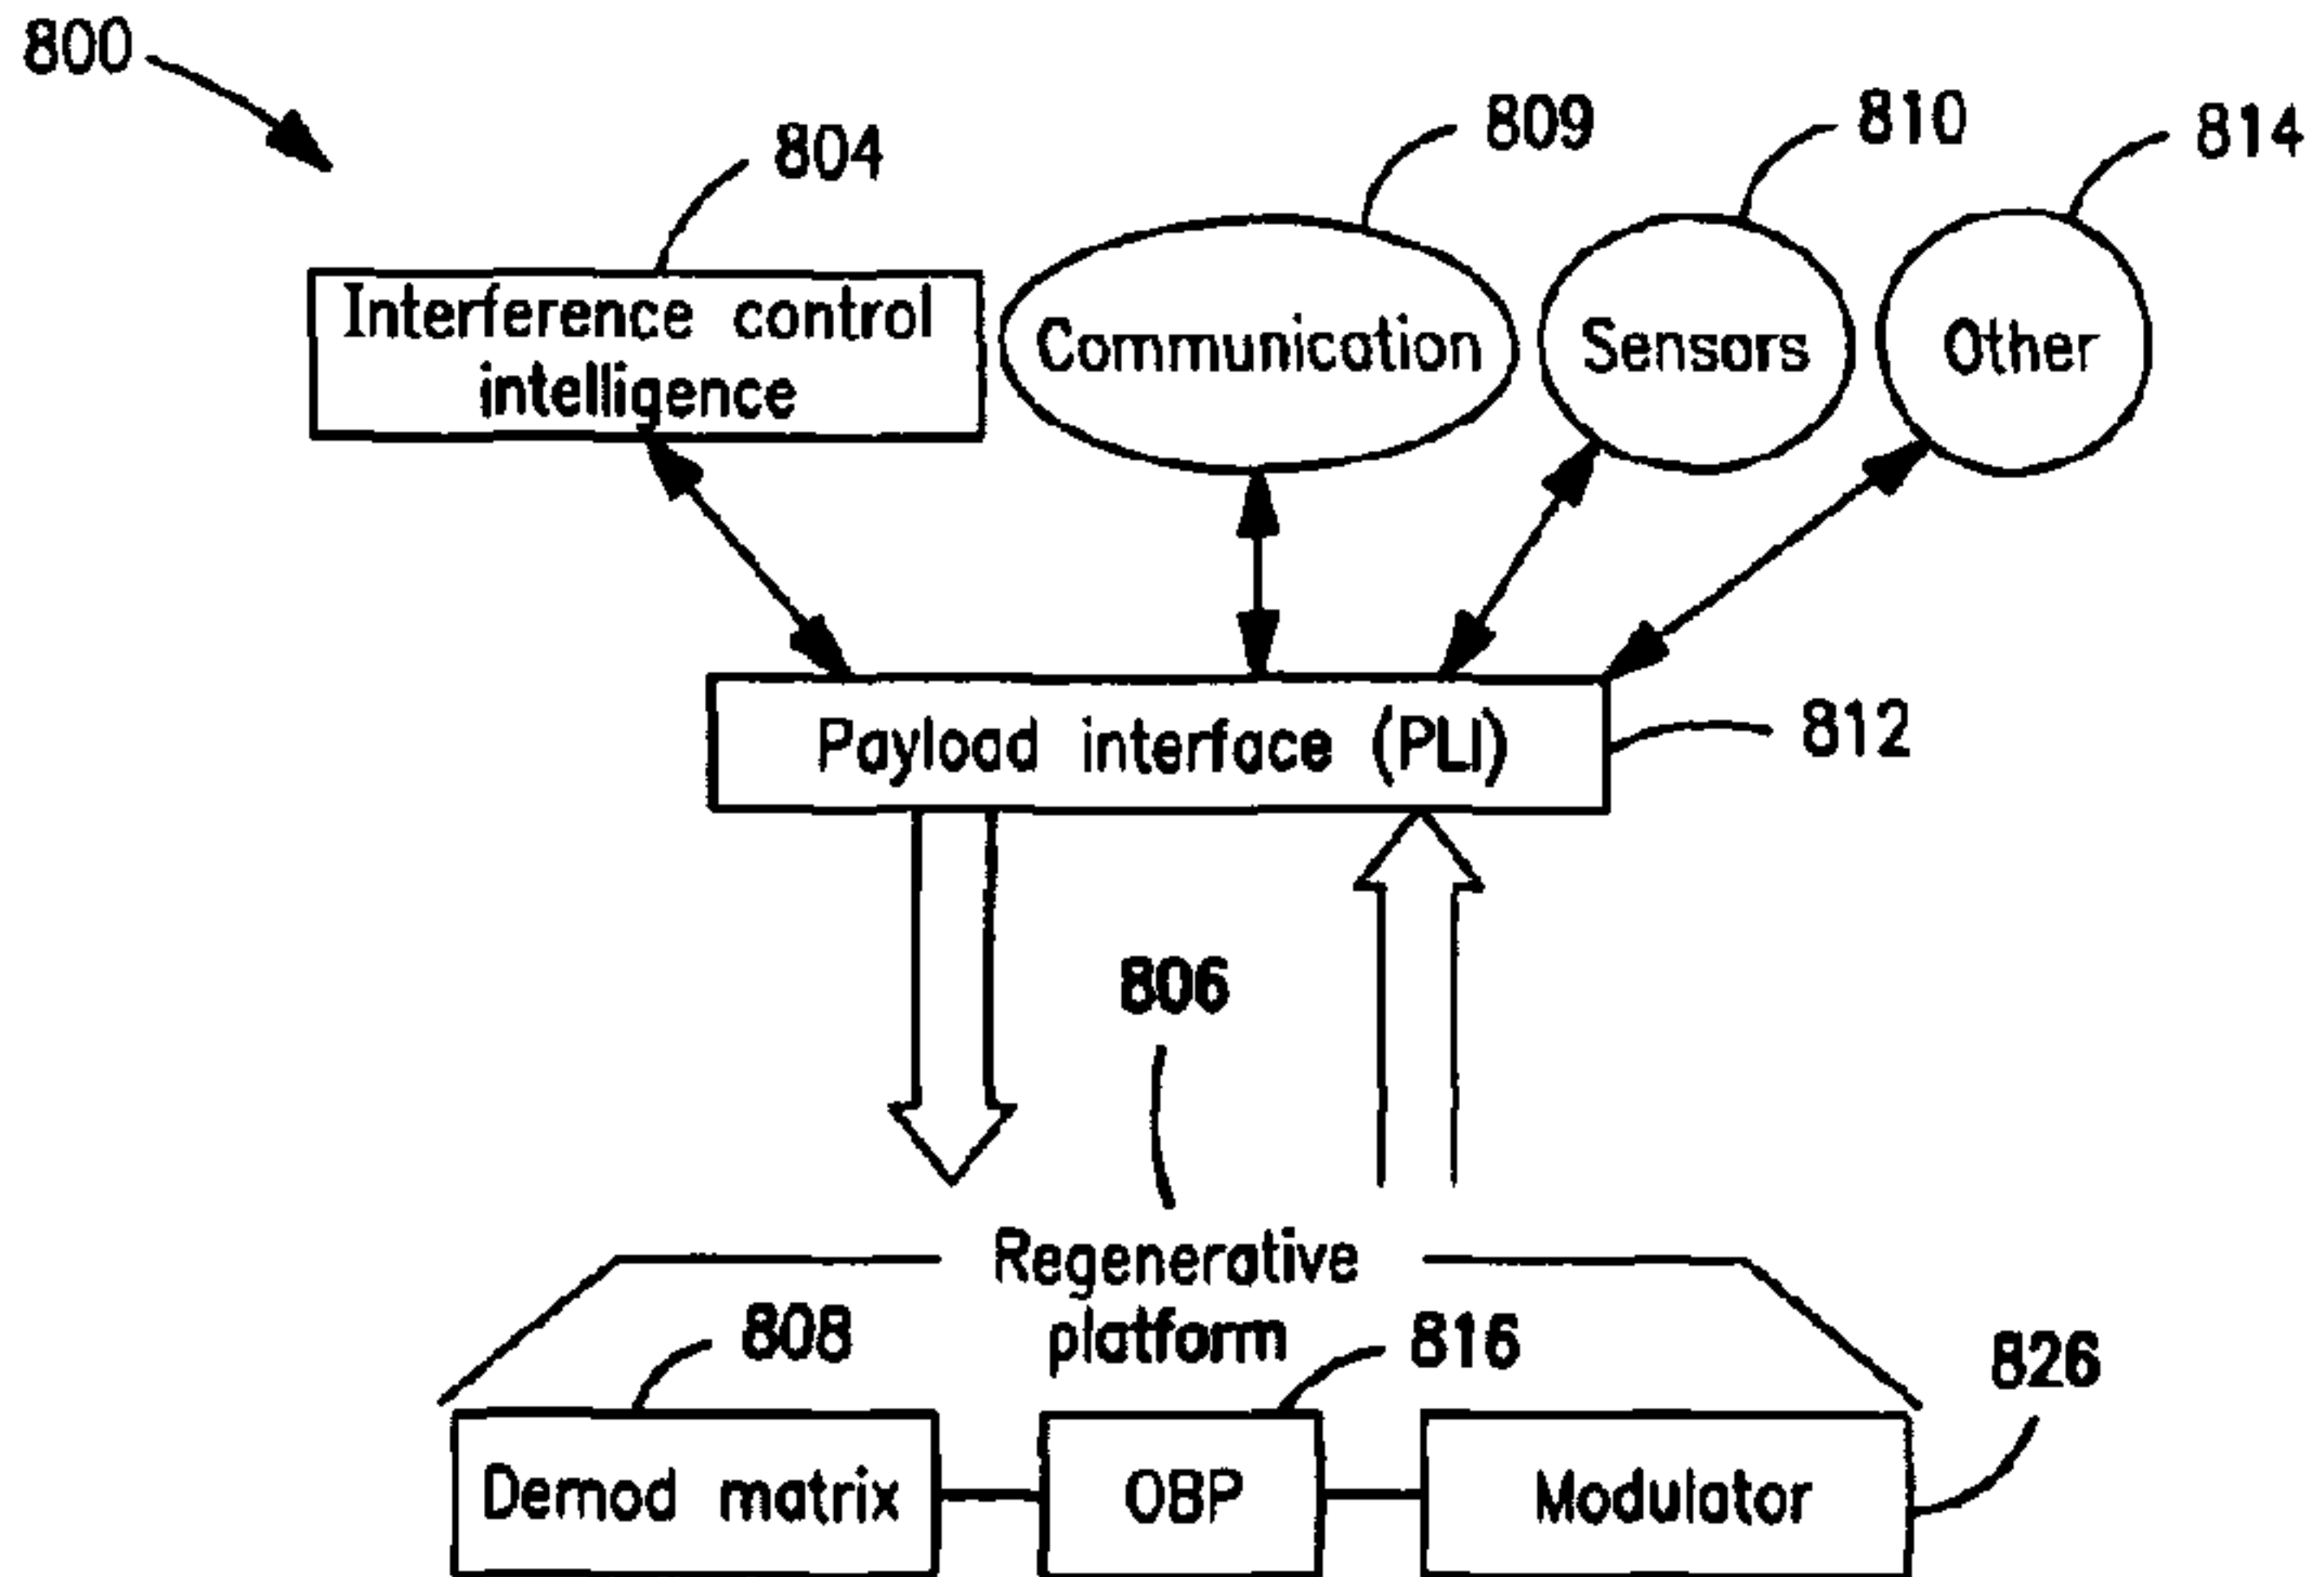 800
804
809
810
814
Interference control
intelligence
Communication
Sensors
Other
Payload interface (PLI)
812
806
Regenerative
platform
808
816
826
Demod matrix
OBP
Modulator